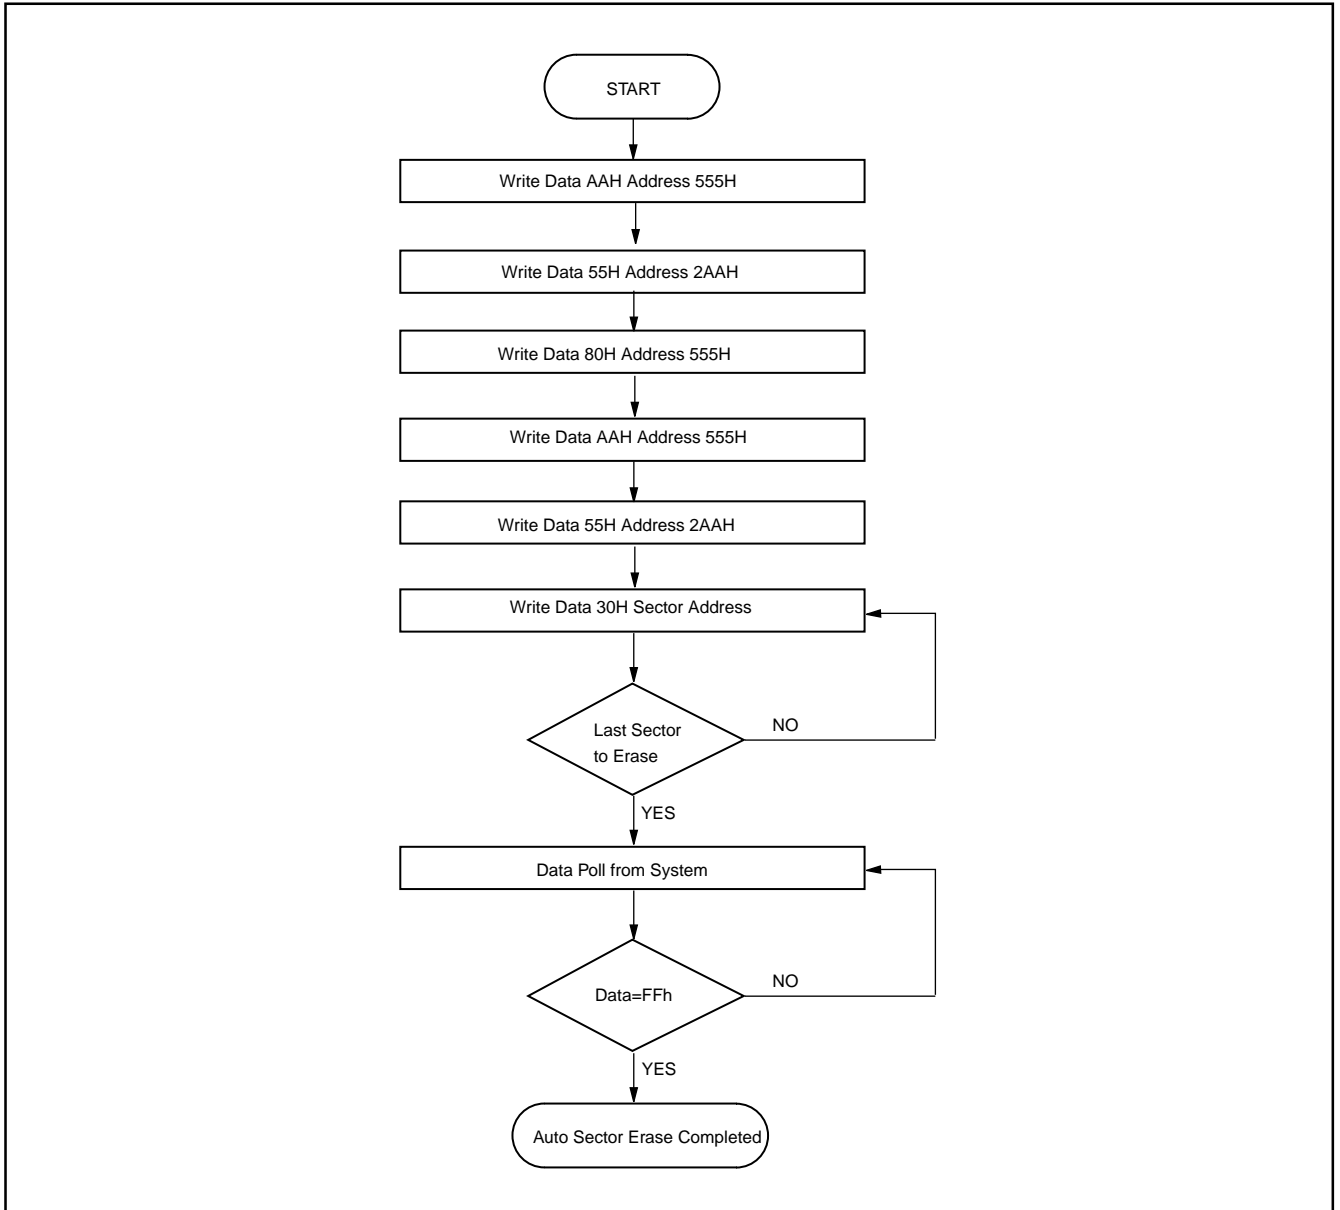 START
Write Data AAH Address 555H
Write Data 55H Address 2AAH
Write Data 80H Address 555H
Write Data AAH Address 555H
Write Data 55H Address 2AAH
Write Data 30H Sector Address
Last Sector
to Erase
NO
YES
Data Poll from System
Data=FFh
NO
YES
Auto Sector Erase Completed